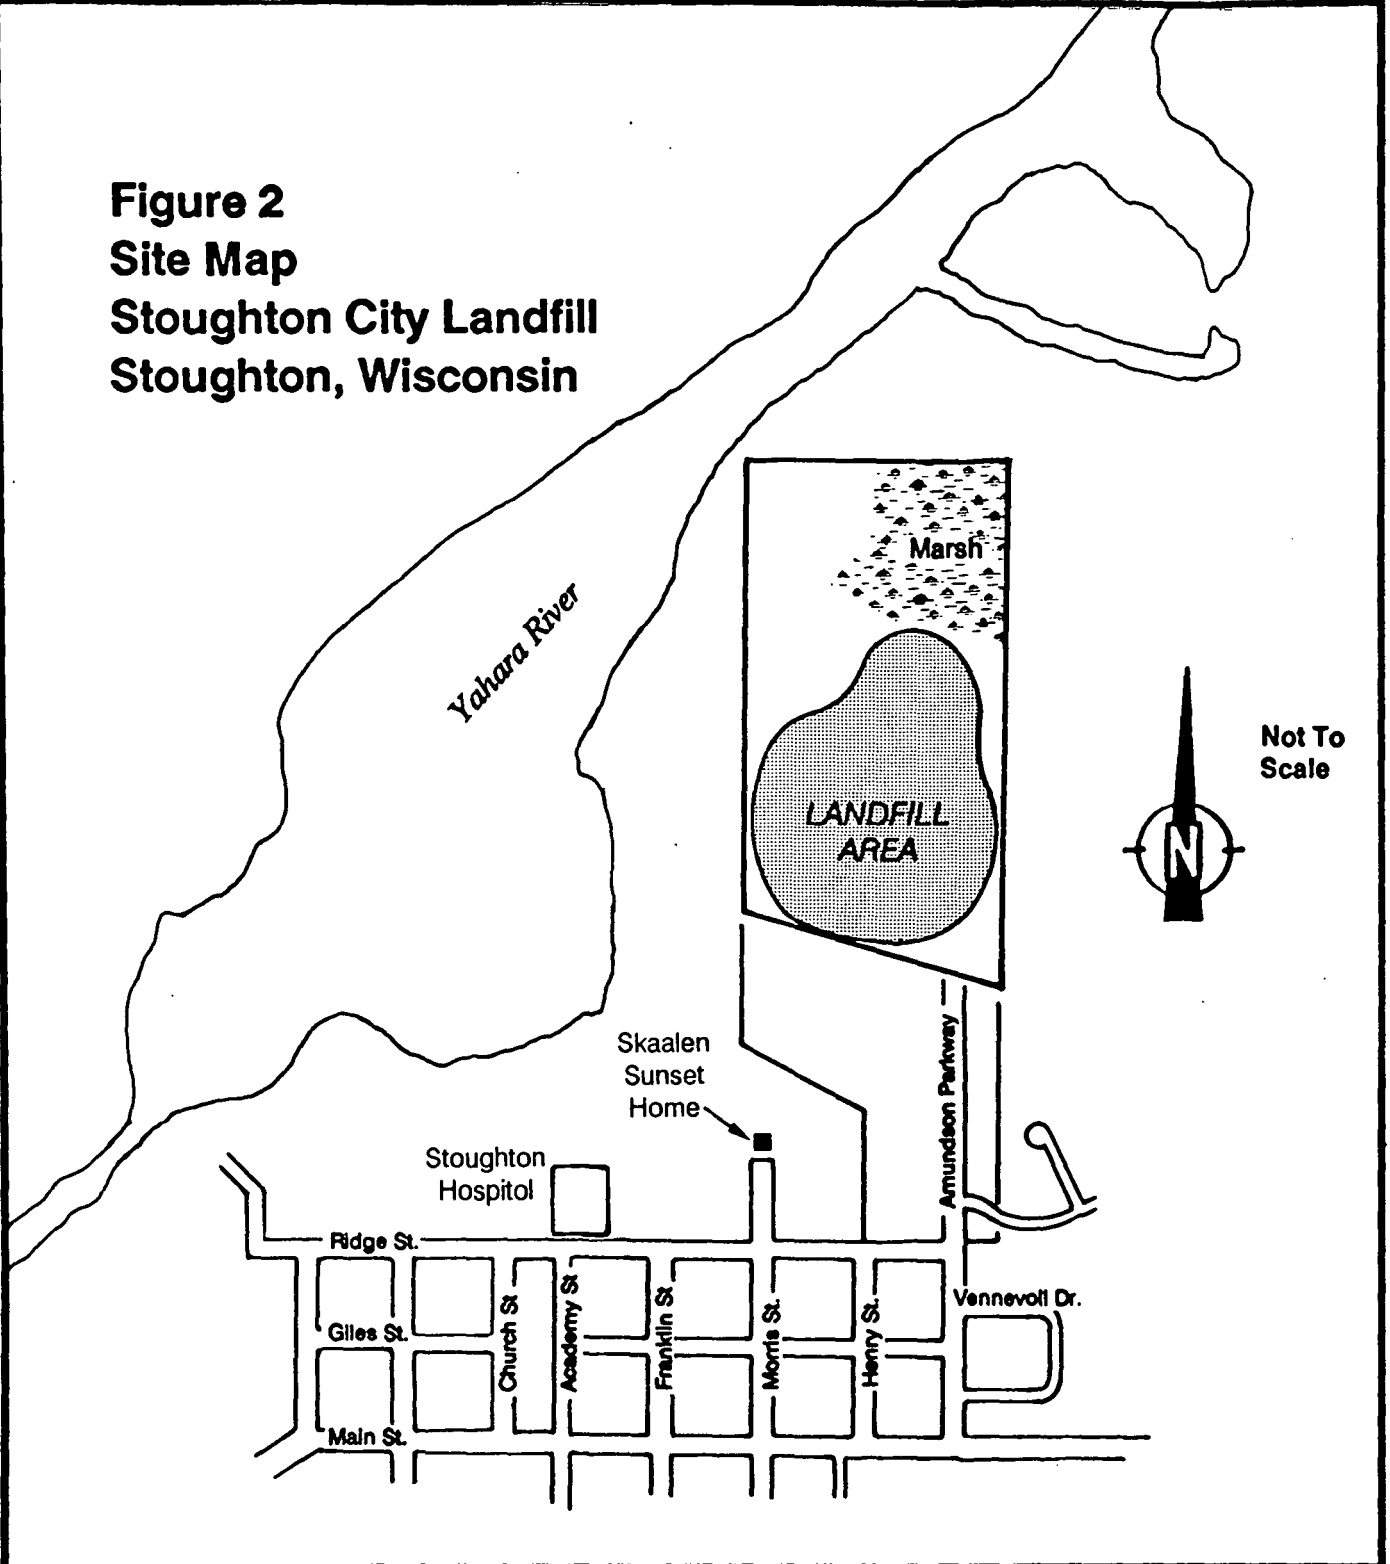 Figure 2
Site Map
Stoughton City Landfill
Stoughton, Wisconsin
Marsh
Yahara River
Not To
Scale
LANDFILL
AREA
N
Skaalen
Sunset
Home
Amundson Parkway
Stoughton
Hospitol
Ridge St.
Vennevoll Dr.
Giles St.
Church St
Academy St
Franklin St
Morris St.
Henry St.
Main St.